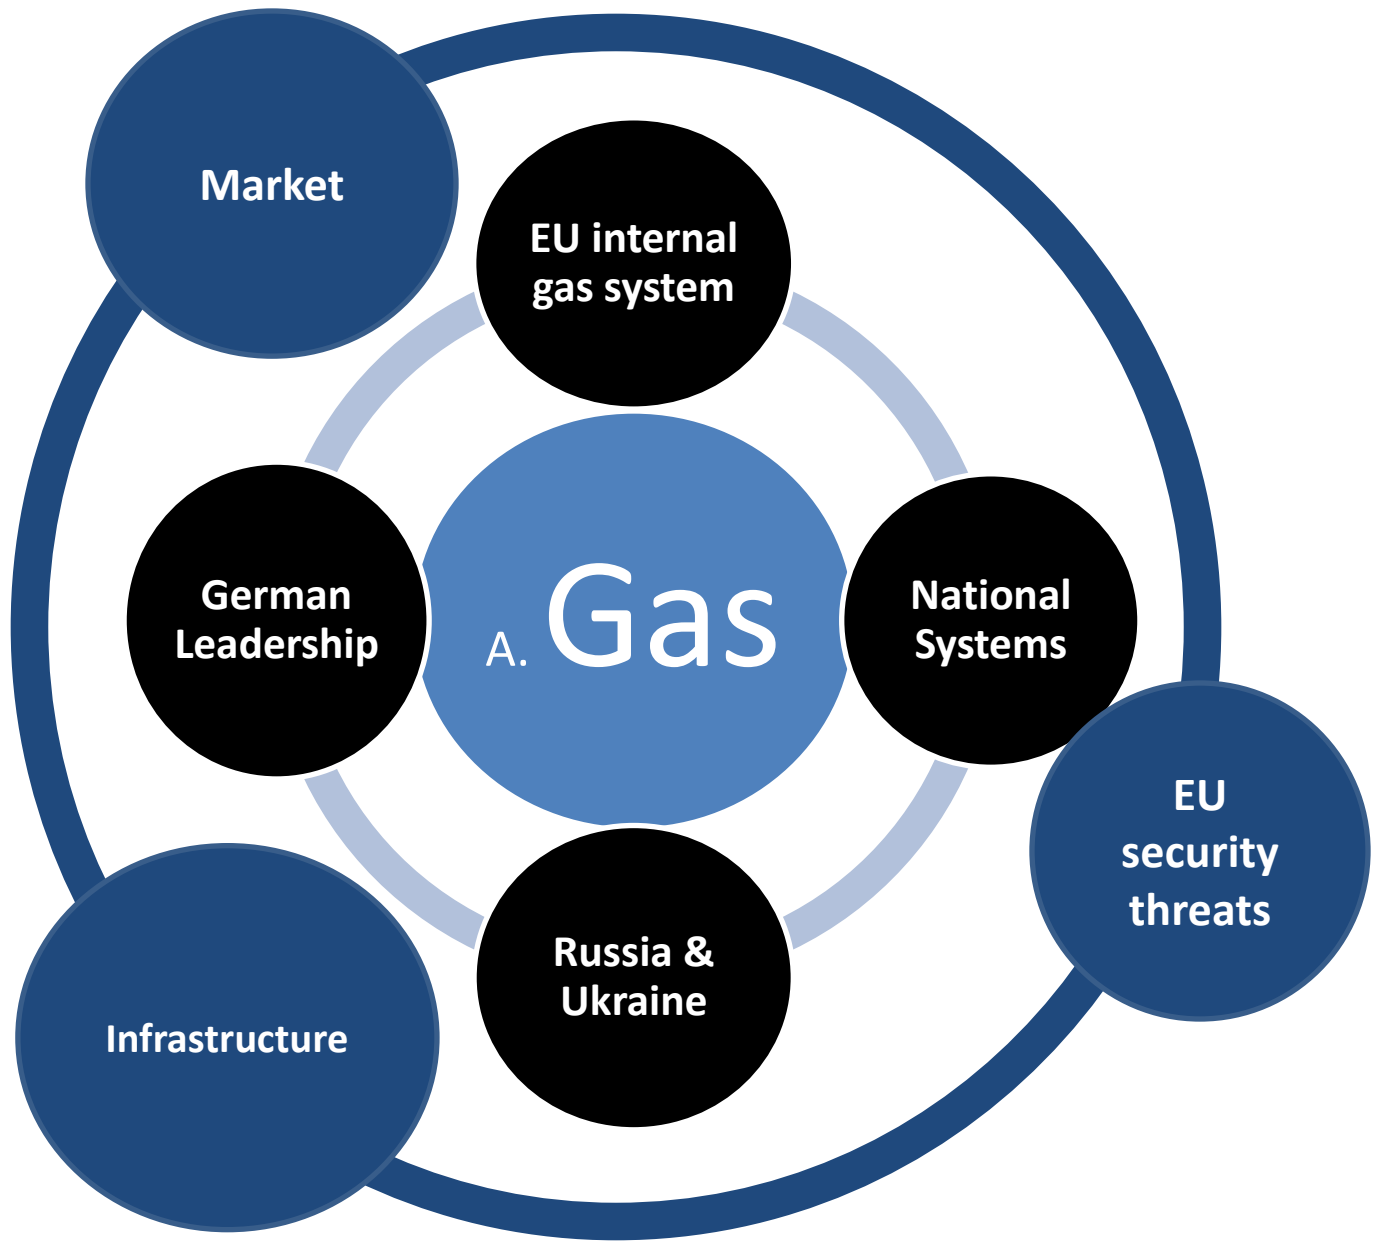 Market
EU internal
gas system
German
Leadership
A. Gas
National
Systems
EU
security
threats
Russia &
Ukraine
Infrastructure